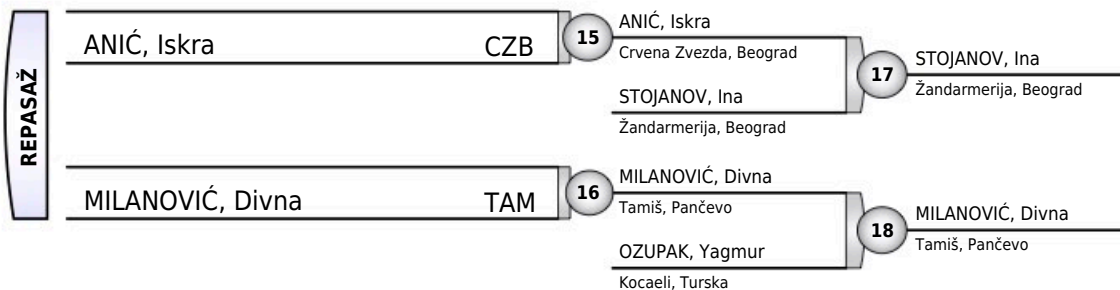 REPASAŽ
ANIĆ, Iskra CZB
15
ANIĆ, Iskra
Crvena Zvezda, Beograd
STOJANOV, Ina
Žandarmerija, Beograd
17
STOJANOV, Ina
Žandarmerija, Beograd
MILANOVIĆ, Divna TAM
16
MILANOVIĆ, Divna
Tamiš, Pančevo
OZUPAK, Yagmur
Kocaeli, Turska
18
MILANOVIĆ, Divna
Tamiš, Pančevo